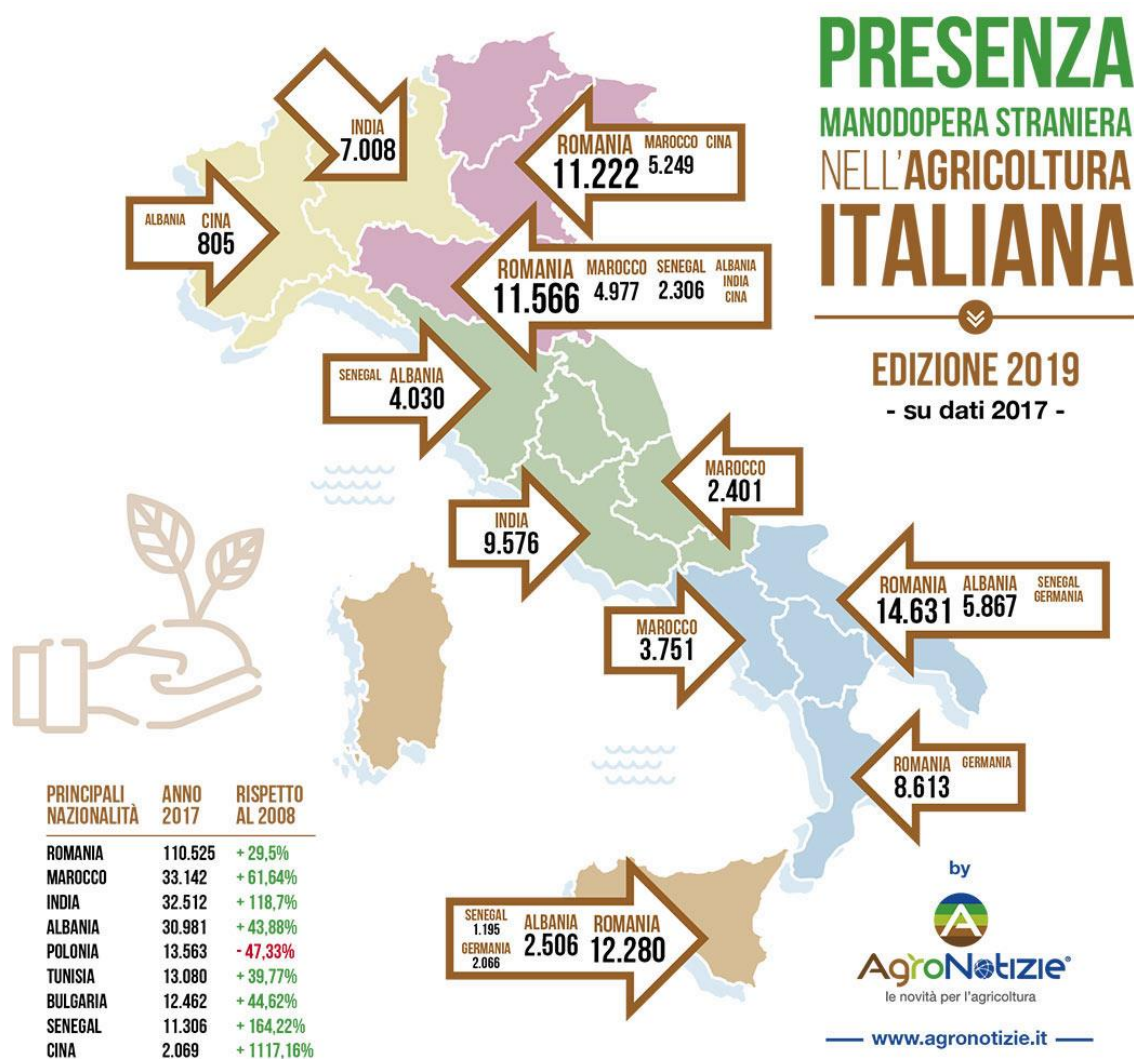 PRESENZA
MANODOPERA STRANIERA
NELL'AGRICOLTURA
ITALIANA
EDIZIONE 2019
- su dati 2017 -
INDIA
7.008
ROMANIA MAROCCO CINA
11.222 5.249
ALBANIA CINA
805
ROMANIA MAROCCO SENEGAL ALBANIA
INDIA
CINA
11.566 4.977 2.306
SENEGAL ALBANIA
4.030
MAROCCO
2.401
INDIA
9.576
ROMANIA ALBANIA SENEGAL
GERMANIA
14.631 5.867
MAROCCO
3.751
ROMANIA GERMANIA
8.613
SENEGAL
1.195
GERMANIA
2.066
ALBANIA
2.506
ROMANIA
12.280
PRINCIPALI NAZIONALITÀ ANNO 2017 RISPETTO AL 2008
ROMANIA 110.525 + 29,5%
MAROCCO 33.142 + 61,64%
INDIA 32.512 + 118,7%
ALBANIA 30.981 + 43,88%
POLONIA 13.563 - 47,33%
TUNISIA 13.080 + 39,77%
BULGARIA 12.462 + 44,62%
SENEGAL 11.306 + 164,22%
CINA 2.069 + 1117,16%
by
A
AgroNotizie®
le novità per l'agricoltura
www.agronotizie.it